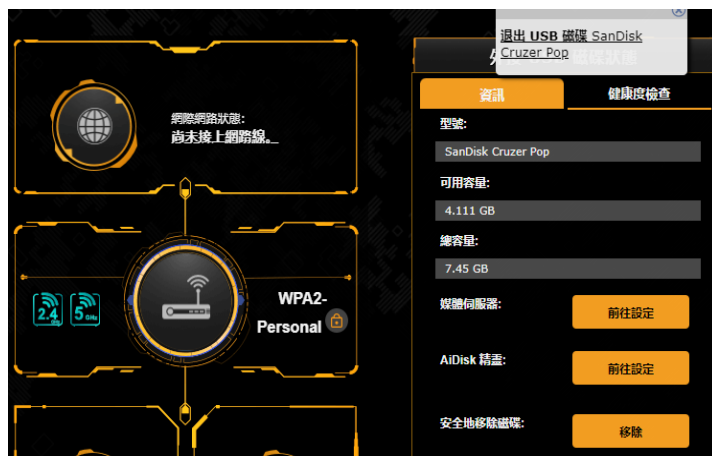 退出 USB 磁碟 SanDisk
Cruzer Pop
網際網路狀態:
尚未接上網路線。
2.4
GHz
5 GHz
WPA2-
Personal
資訊
健康度檢查
型號:
SanDisk Cruzer Pop
可用容量:
4.111 GB
總容量:
7.45 GB
媒體伺服器:
前往設定
AiDisk 精靈:
前往設定
安全地移除磁碟:
移除